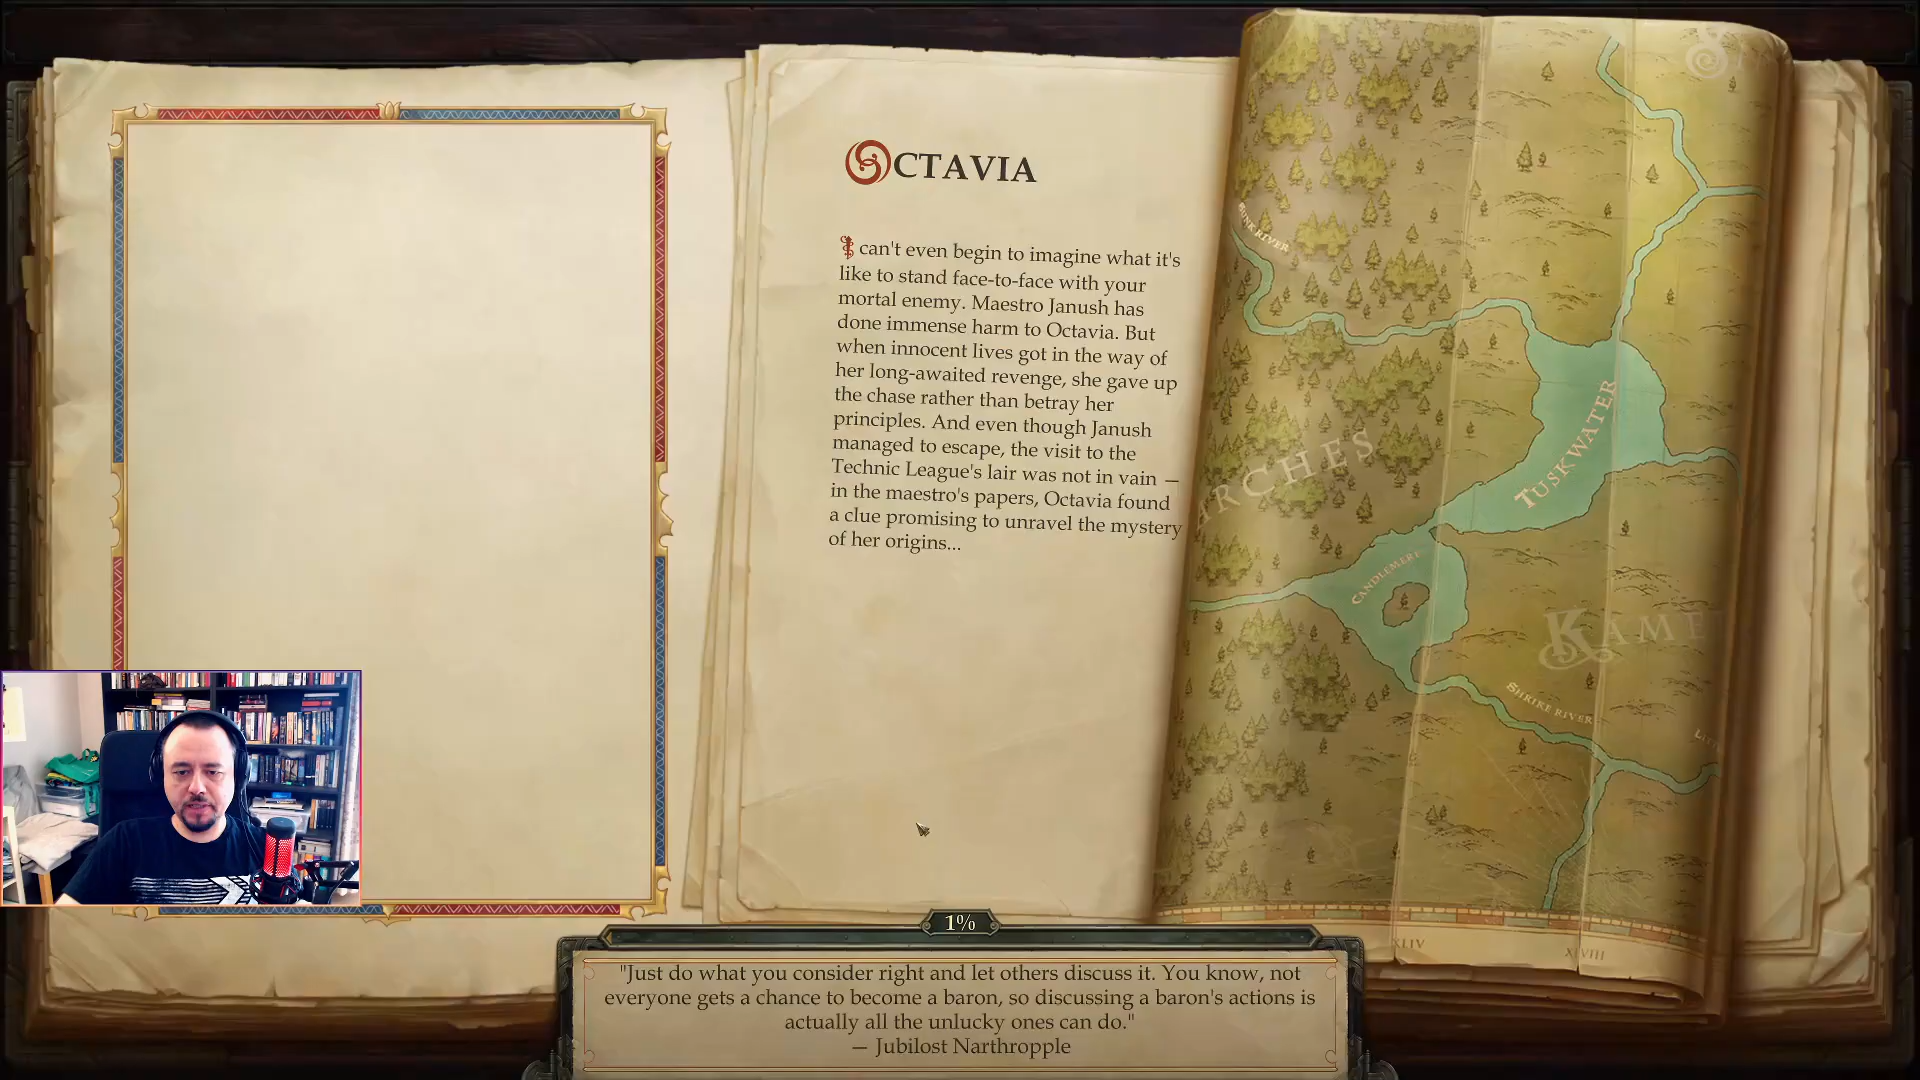 OCTAVIA
I can't even begin to imagine what it's
like to stand face-to-face with your
mortal enemy. Maestro Janush has
done immense harm to Octavia. But
when innocent lives got in the way of
her long-awaited revenge, she gave up
the chase rather than betray her
principles. And even though Janush
managed to escape, the visit to the
Technic League's lair was not in vain —
in the maestro's papers, Octavia found
a clue promising to unravel the mystery
of her origins...
TUSKWATER
ARCHES
CANDLEMERE
KAME
SHRIKE RIVER
XLIV
XLVIII
1%
"Just do what you consider right and let others discuss it. You know, not
everyone gets a chance to become a baron, so discussing a baron's actions is
actually all the unlucky ones can do."
— Jubilost Narthropple